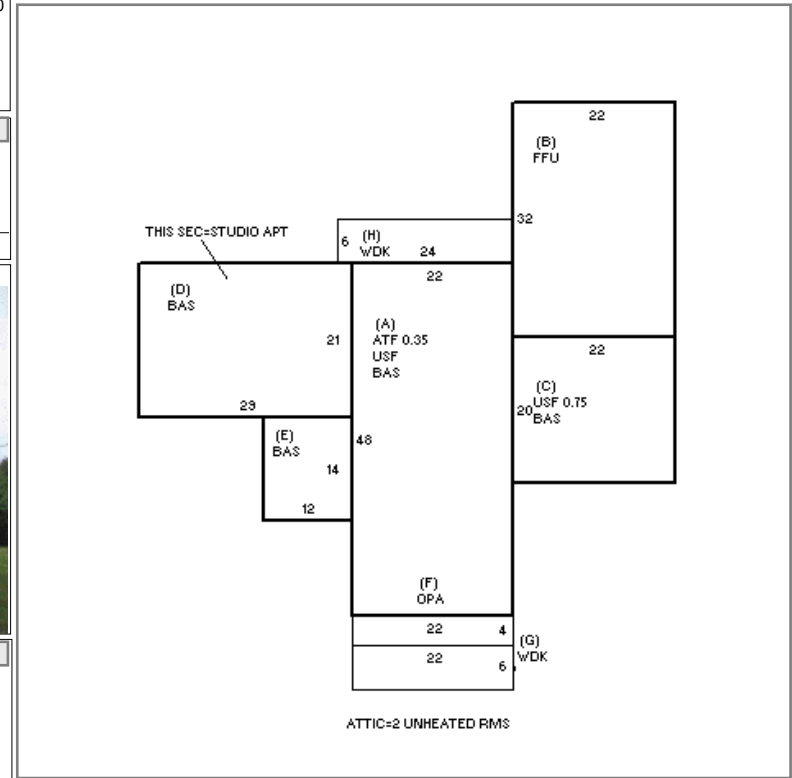 22
(B)
FFU
32
THIS SEC=STUDIO APT
6 (H)
WDK 24
22
(D)
BAS
(A)
ATF 0.35
USF
BAS
21
22
(C)
USF 0.75
BAS
20
29
(E)
BAS
48
14
12
(F)
OPA
22 4
(G)
WDK
22
6
ATTIC=2 UNHEATED RMS